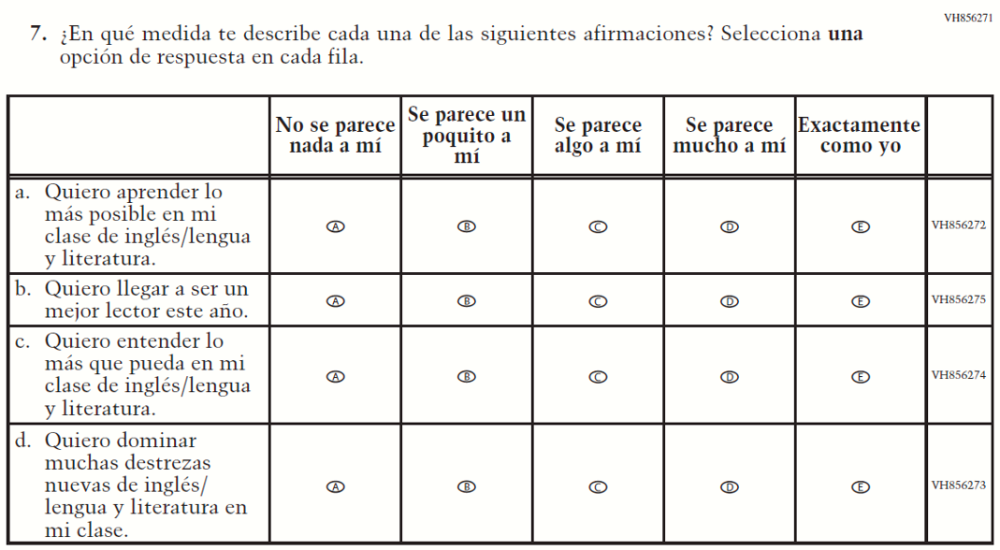 VH856271
7. ¿En qué medida te describe cada una de las siguientes afirmaciones? Selecciona una
opción de respuesta en cada fila.
No se parece
nada a mí
Se parece un
poquito a
mí
Se parece
algo a mí
Se parece
mucho a mí
Exactamente
como yo
a. Quiero aprender lo
más posible en mi
clase de inglés/lengua
y literatura.
A B C D E VH856272
b. Quiero llegar a ser un
mejor lector este año.
A B C D E VH856275
c. Quiero entender lo
más que pueda en mi
clase de inglés/lengua
y literatura.
A B C D E VH856274
d. Quiero dominar
muchas destrezas
nuevas de inglés/
lengua y literatura en
mi clase.
A B C D E VH856273